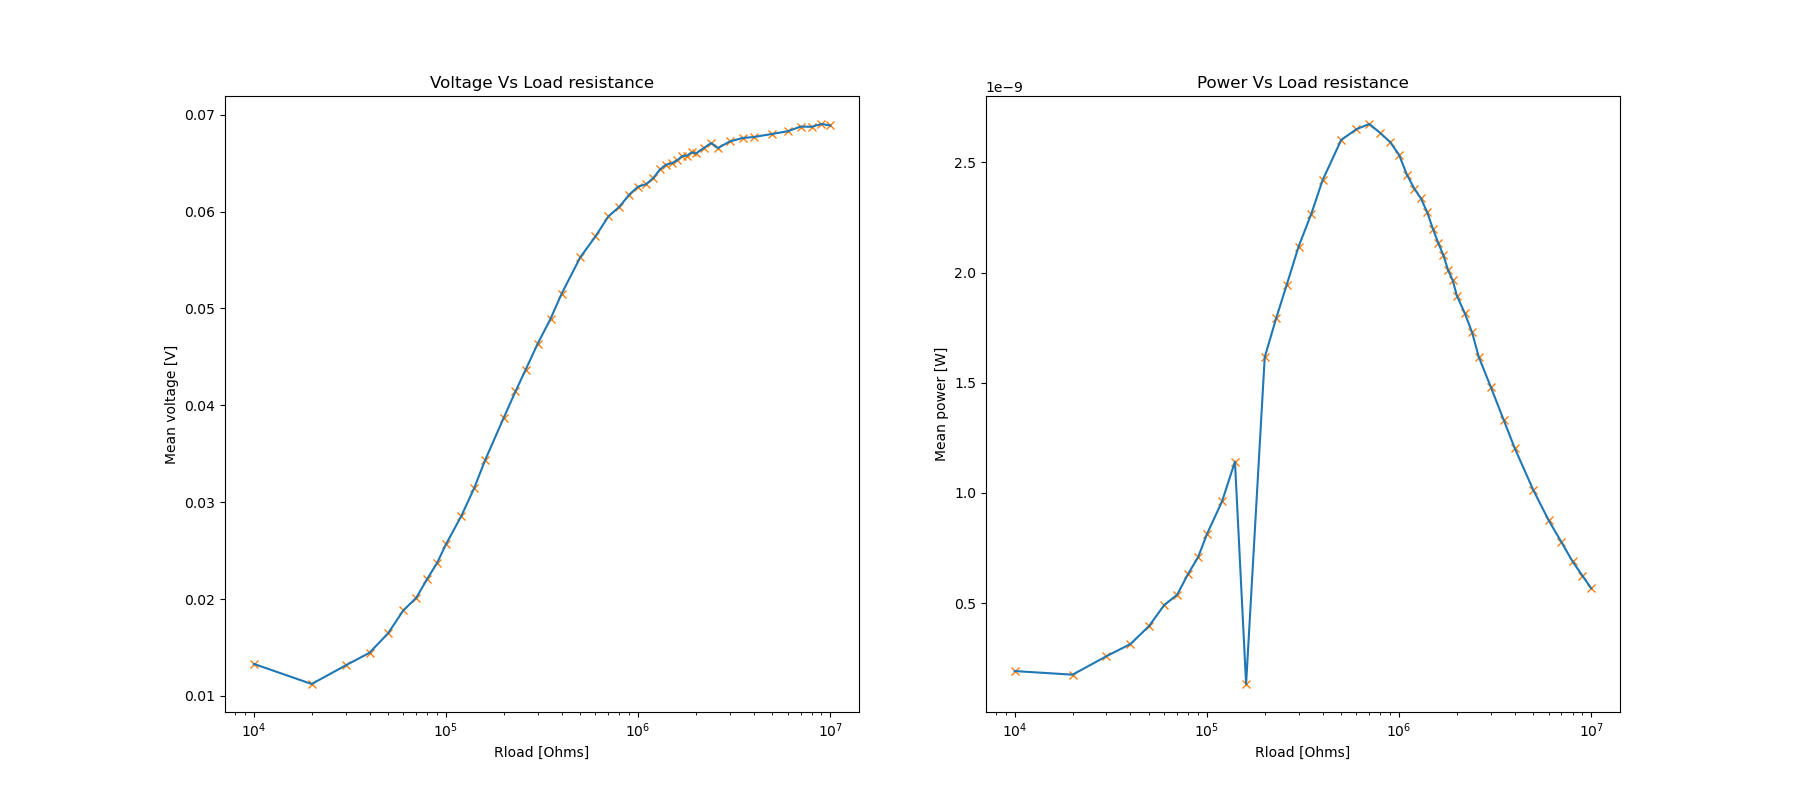 Voltage Vs Load resistance
0.07
0.06
0.05
0.04
0.03
0.02
0.01
Mean voltage [V]
10⁴ 10⁵ 10⁶ 10⁷
Rload [Ohms]
Power Vs Load resistance
1e−9
2.5
2.0
1.5
1.0
0.5
Mean power [W]
10⁴ 10⁵ 10⁶ 10⁷
Rload [Ohms]